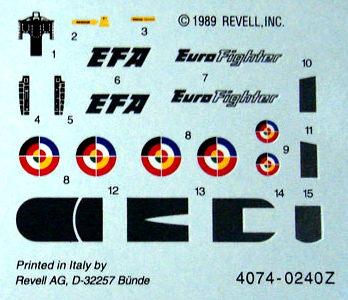 © 1989 REVELL, INC.
1 2 3
EFA EuroFighter
6 7 10
4 5 EFA EuroFighter
8 11
9
8
12 13 14 15
Printed in Italy by
Revell AG, D-32257 Bünde
4074-0240Z